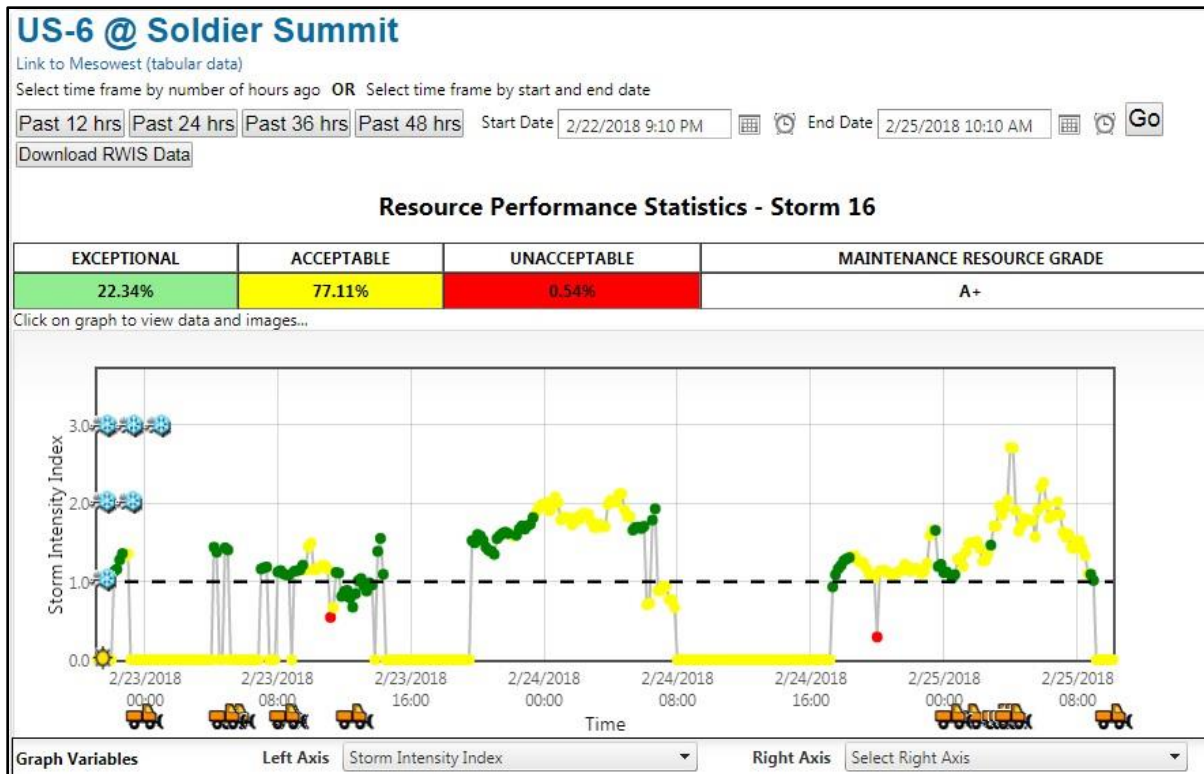 US-6 @ Soldier Summit
Link to Mesowest (tabular data)
Select time frame by number of hours ago OR Select time frame by start and end date
Past 12 hrs Past 24 hrs Past 36 hrs Past 48 hrs Start Date 2/22/2018 9:10 PM End Date 2/25/2018 10:10 AM Go
Download RWIS Data
Resource Performance Statistics - Storm 16
EXCEPTIONAL ACCEPTABLE UNACCEPTABLE MAINTENANCE RESOURCE GRADE
22.34% 77.11% 0.54% A+
Click on graph to view data and images...
Storm Intensity Index
3.0
2.0
1.0
0.0
2/23/2018 2/23/2018 2/23/2018 2/24/2018 2/24/2018 2/24/2018 2/25/2018 2/25/2018
00:00 08:00 16:00 00:00 08:00 16:00 00:00 08:00
Time
Graph Variables Left Axis Storm Intensity Index Right Axis Select Right Axis